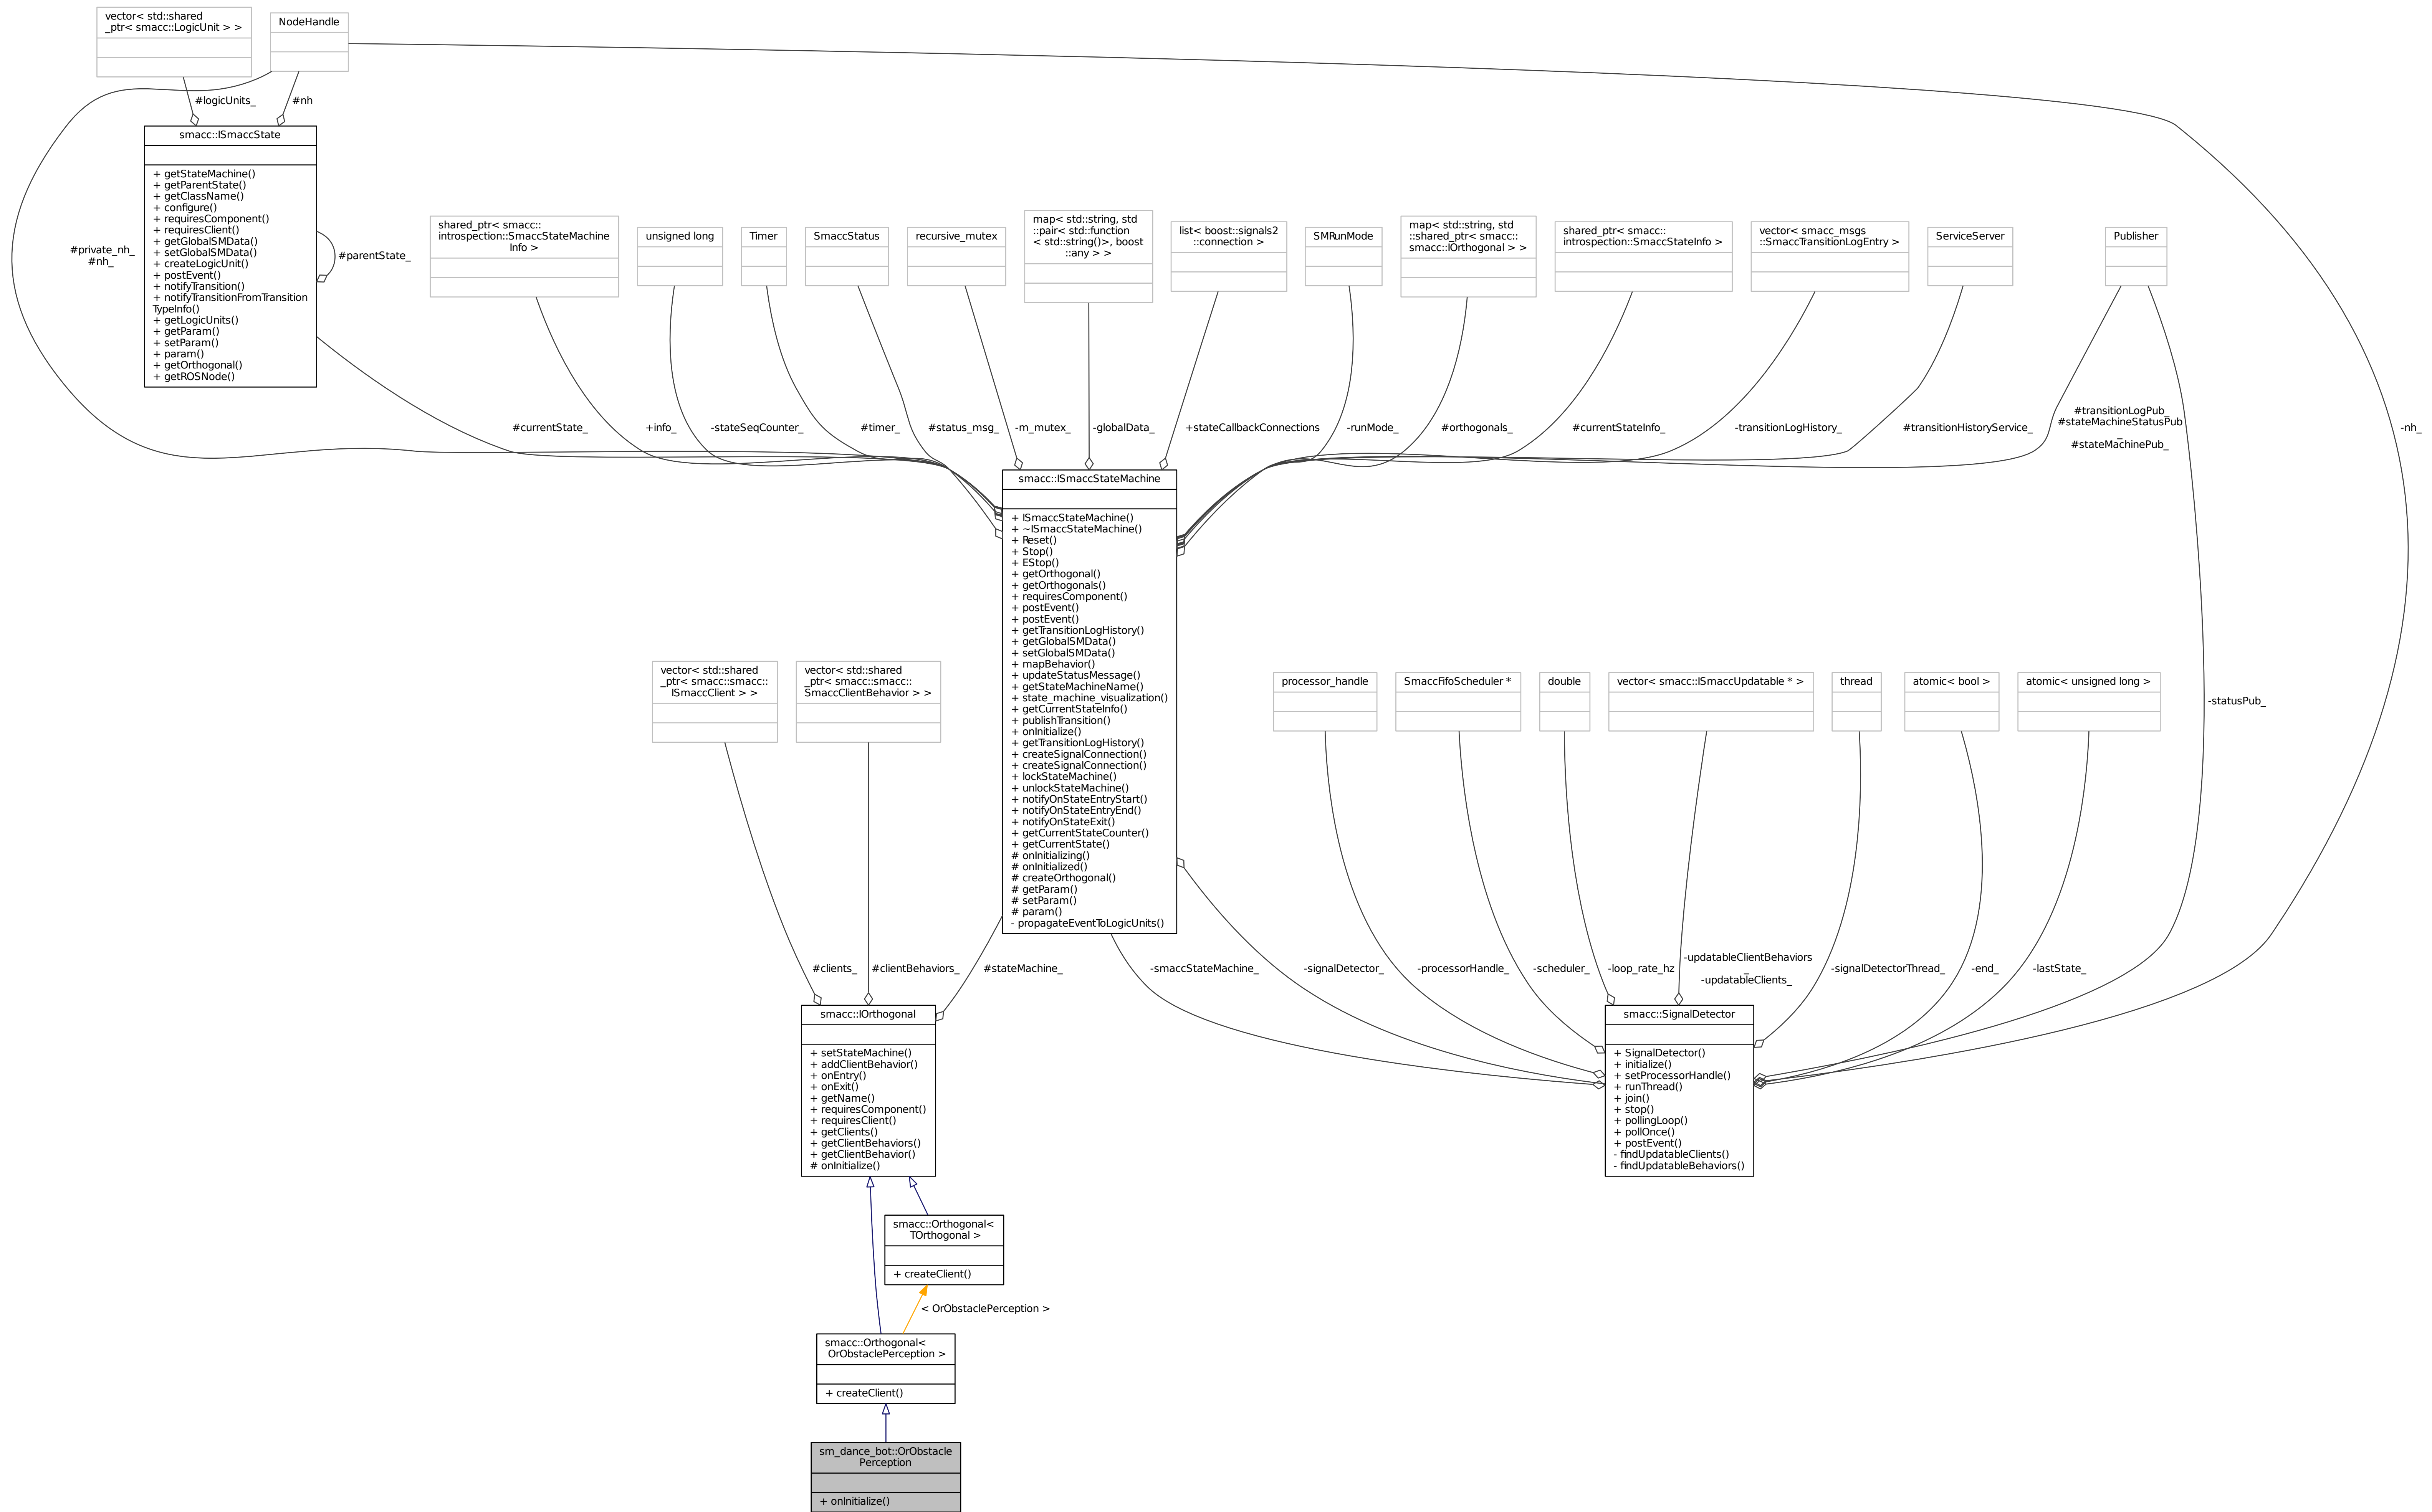 vector< std::shared
_ptr< smacc::LogicUnit > >
NodeHandle
#logicUnits_
#nh
smacc::ISmaccState
+ getStateMachine()
+ getParentState()
+ getClassName()
+ configure()
+ requiresComponent()
+ requiresClient()
+ getGlobalSMData()
+ setGlobalSMData()
+ createLogicUnit()
+ postEvent()
+ notifyTransition()
+ notifyTransitionFromTransition
TypeInfo()
+ getLogicUnits()
+ getParam()
+ setParam()
+ param()
+ getOrthogonal()
+ getROSNode()
#private_nh_
#nh_
#parentState_
shared_ptr< smacc::
introspection::SmaccStateMachine
Info >
unsigned long
Timer
SmaccStatus
recursive_mutex
map< std::string, std
::pair< std::function
< std::string()>, boost
::any > >
list< boost::signals2
::connection >
SMRunMode
map< std::string, std
::shared_ptr< smacc::
smacc::IOrthogonal > >
shared_ptr< smacc::
introspection::SmaccStateInfo >
vector< smacc_msgs
::SmaccTransitionLogEntry >
ServiceServer
Publisher
#currentState_
+info_
-stateSeqCounter_
#timer_
#status_msg_
-m_mutex_
-globalData_
+stateCallbackConnections
-runMode_
#orthogonals_
#currentStateInfo_
-transitionLogHistory_
#transitionHistoryService_
#transitionLogPub_
#stateMachineStatusPub
_
#stateMachinePub_
-nh_
smacc::ISmaccStateMachine
+ ISmaccStateMachine()
+ ~ISmaccStateMachine()
+ Reset()
+ Stop()
+ EStop()
+ getOrthogonal()
+ getOrthogonals()
+ requiresComponent()
+ postEvent()
+ postEvent()
+ getTransitionLogHistory()
+ getGlobalSMData()
+ setGlobalSMData()
+ mapBehavior()
+ updateStatusMessage()
+ getStateMachineName()
+ state_machine_visualization()
+ getCurrentStateInfo()
+ publishTransition()
+ onInitialize()
+ getTransitionLogHistory()
+ createSignalConnection()
+ createSignalConnection()
+ lockStateMachine()
+ unlockStateMachine()
+ notifyOnStateEntryStart()
+ notifyOnStateEntryEnd()
+ notifyOnStateExit()
+ getCurrentStateCounter()
+ getCurrentState()
# onInitializing()
# onInitialized()
# createOrthogonal()
# getParam()
# setParam()
# param()
- propagateEventToLogicUnits()
vector< std::shared
_ptr< smacc::smacc::
ISmaccClient > >
vector< std::shared
_ptr< smacc::smacc::
SmaccClientBehavior > >
processor_handle
SmaccFifoScheduler *
double
vector< smacc::ISmaccUpdatable * >
thread
atomic< bool >
atomic< unsigned long >
-statusPub_
#clients_
#clientBehaviors_
#stateMachine_
-smaccStateMachine_
-signalDetector_
-processorHandle_
-scheduler_
-loop_rate_hz
-updatableClientBehaviors
_
-updatableClients_
-signalDetectorThread_
-end_
-lastState_
smacc::IOrthogonal
+ setStateMachine()
+ addClientBehavior()
+ onEntry()
+ onExit()
+ getName()
+ requiresComponent()
+ requiresClient()
+ getClients()
+ getClientBehaviors()
+ getClientBehavior()
# onInitialize()
smacc::SignalDetector
+ SignalDetector()
+ initialize()
+ setProcessorHandle()
+ runThread()
+ join()
+ stop()
+ pollingLoop()
+ pollOnce()
+ postEvent()
- findUpdatableClients()
- findUpdatableBehaviors()
smacc::Orthogonal<
TOrthogonal >
+ createClient()
< OrObstaclePerception >
smacc::Orthogonal<
OrObstaclePerception >
+ createClient()
sm_dance_bot::OrObstacle
Perception
+ onInitialize()